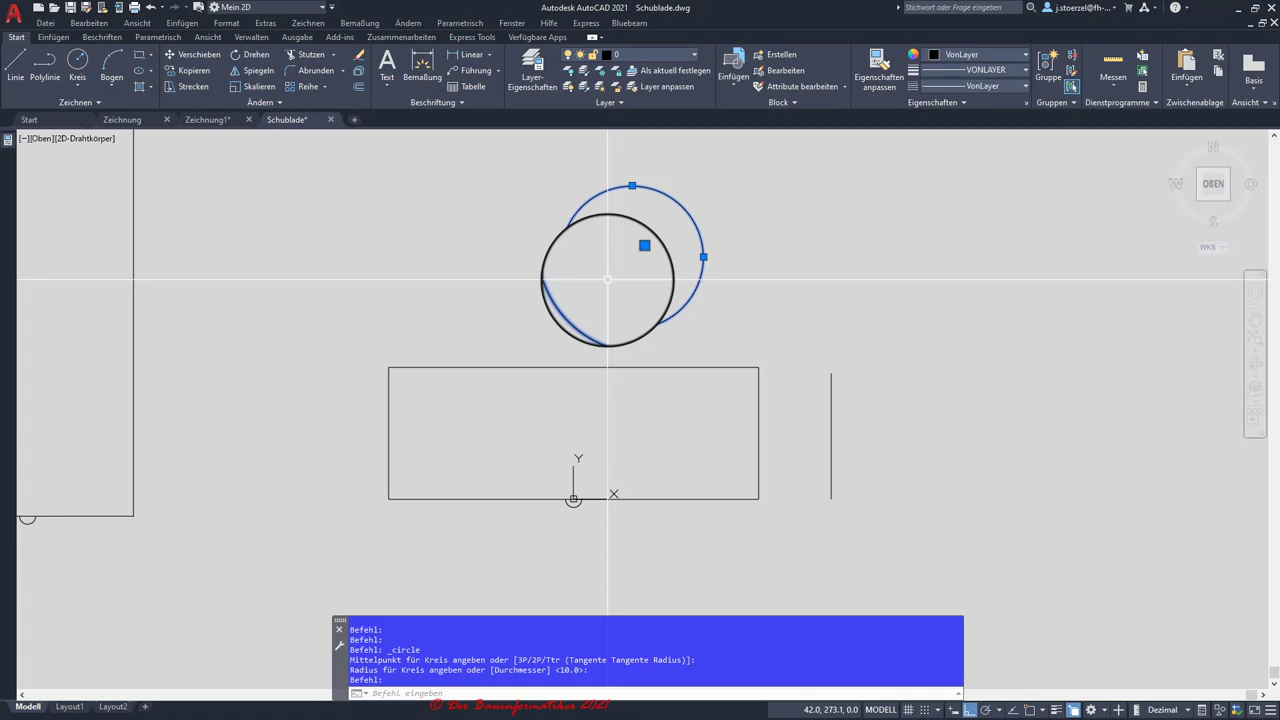 Mein 2D
Autodesk AutoCAD 2021 Schublade.dwg
Stichwort oder Frage eingeben
j.stoerzel@fh-...
Datei Bearbeiten Ansicht Einfügen Format Extras Zeichnen Bemaßung Ändern Parametrisch Fenster Hilfe Express Bluebeam
Start Einfügen Beschriften Parametrisch Ansicht Verwalten Ausgabe Add-Ins Zusammenarbeiten Express Tools Verfügbare Apps
Linie Polylinie Kreis Bogen
Verschieben Drehen Stutzen
Kopieren Spiegeln Abrunden
Strecken Skalieren Reihe
Text Bemaßung
Linear
Führung
Tabelle
Layer-Eigenschaften
0
Als aktuell festlegen
Layer anpassen
Einfügen
Erstellen
Bearbeiten
Attribute bearbeiten
Eigenschaften anpassen
VonLayer
VONLAYER
VonLayer
Gruppe
Messen
Einfügen
Basis
Zeichnen Ändern Beschriftung Layer Block Eigenschaften Gruppen Dienstprogramme Zwischenablage Ansicht
Start Zeichnung Zeichnung1* Schublade*
[−][Oben][2D-Drahtkörper]
N
W OBEN O
S
WKS
Y
X
Befehl:
Befehl:
Befehl: _circle
Mittelpunkt für Kreis angeben oder [3P/2P/Ttr (Tangente Tangente Radius)]:
Radius für Kreis angeben oder [Durchmesser] <10.0>:
Befehl:
Befehl eingeben
Modell Layout1 Layout2 +
© Der Bauinformatiker 2021
42.0, 273.1, 0.0 MODELL
Dezimal